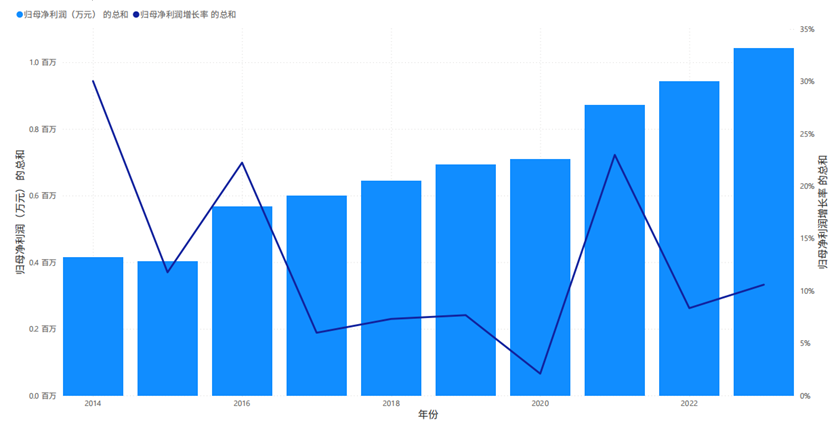 归母净利润（万元） 的总和 归母净利润增长率 的总和
35%
1.0 百万
30%
0.8 百万
25%
0.6 百万
20%
15%
0.4 百万
10%
0.2 百万
5%
0.0 百万
0%
归母净利润（万元） 的总和
归母净利润增长率 的总和
2014 2016 2018 2020 2022
年份